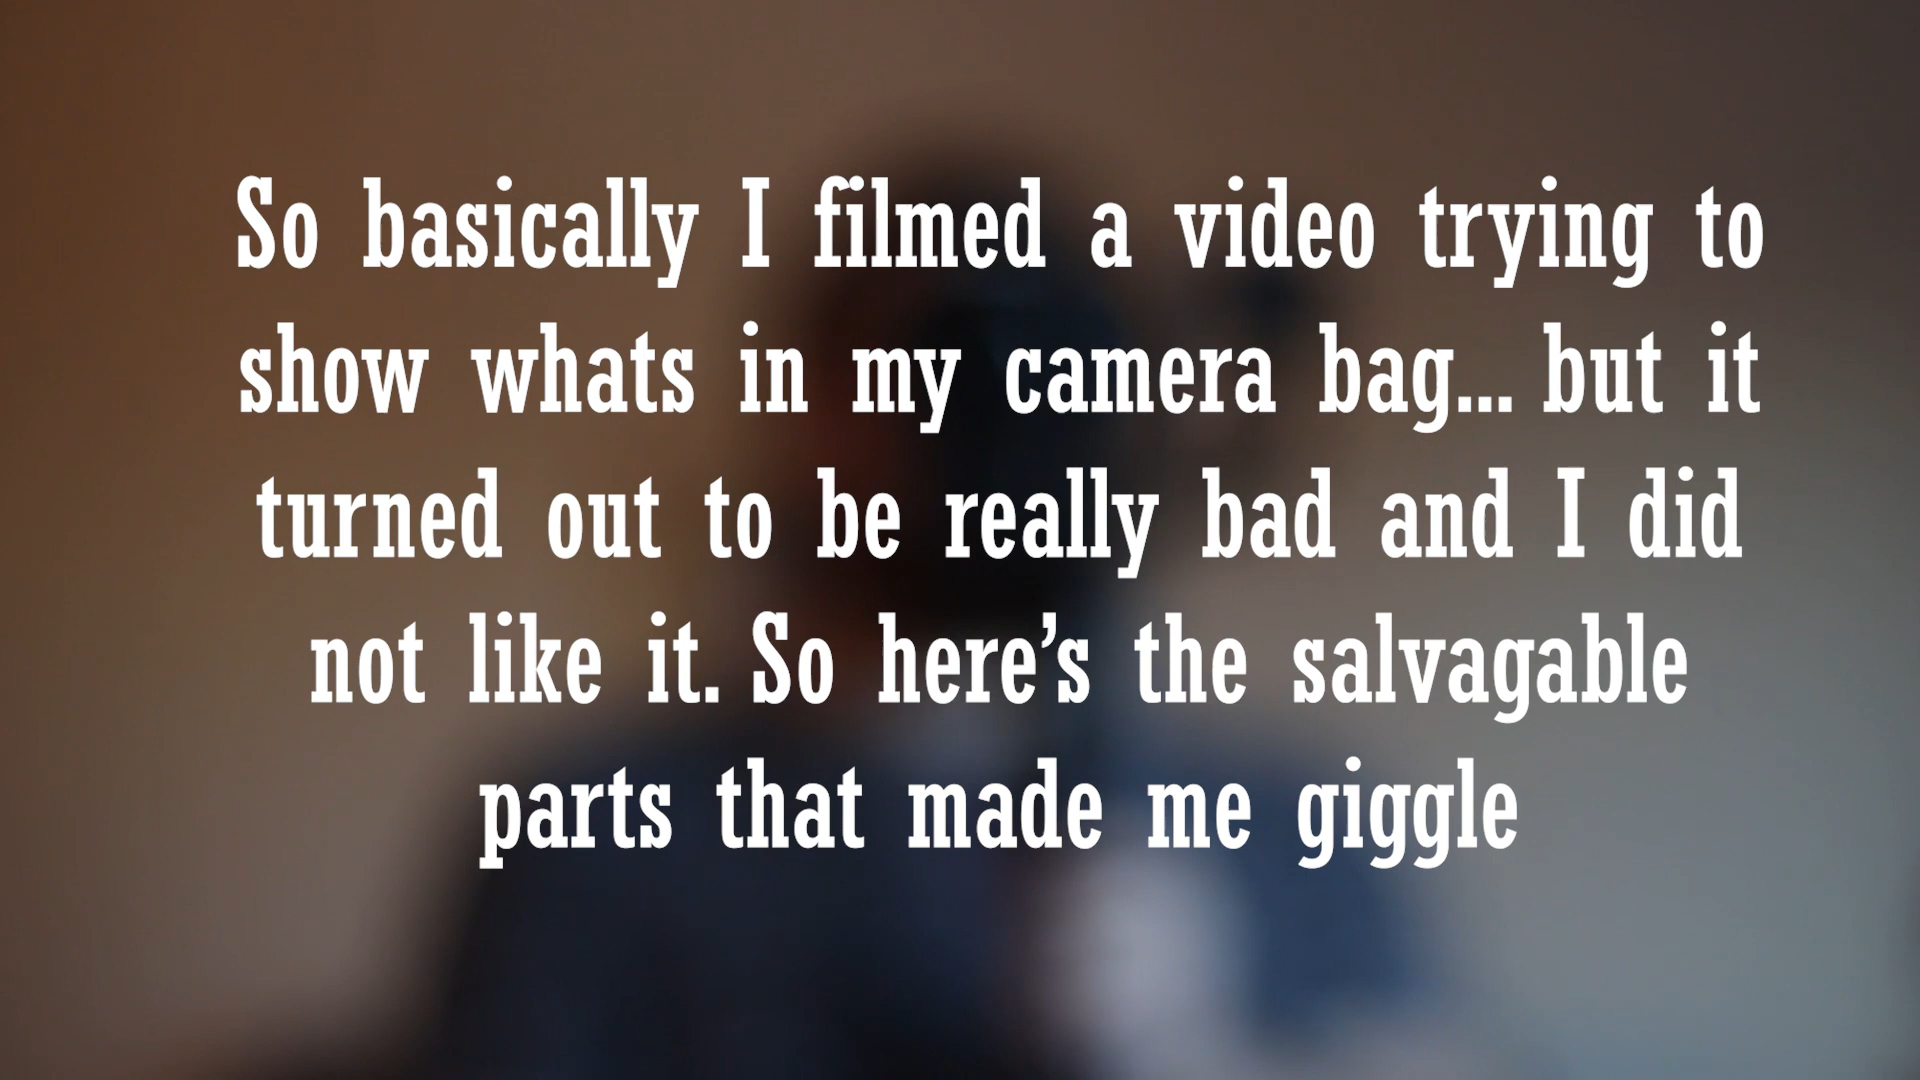 So basically I filmed a video trying to
show whats in my camera bag... but it
turned out to be really bad and I did
not like it. So here’s the salvagable
parts that made me giggle